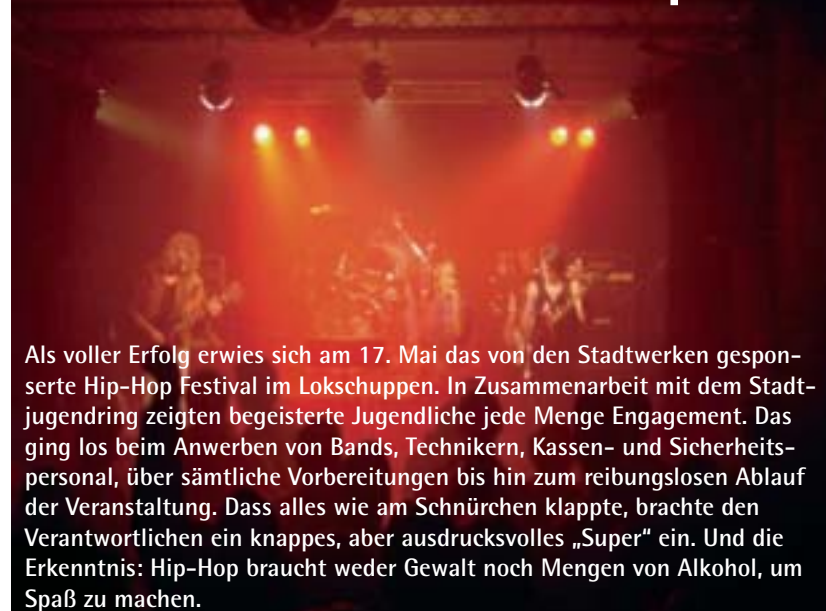 Als voller Erfolg erwies sich am 17. Mai das von den Stadtwerken gespon-
serte Hip-Hop Festival im Lokschuppen. In Zusammenarbeit mit dem Stadt-
jugendring zeigten begeisterte Jugendliche jede Menge Engagement. Das
ging los beim Anwerben von Bands, Technikern, Kassen- und Sicherheits-
personal, über sämtliche Vorbereitungen bis hin zum reibungslosen Ablauf
der Veranstaltung. Dass alles wie am Schnürchen klappte, brachte den
Verantwortlichen ein knappes, aber ausdrucksvolles „Super“ ein. Und die
Erkenntnis: Hip-Hop braucht weder Gewalt noch Mengen von Alkohol, um
Spaß zu machen.